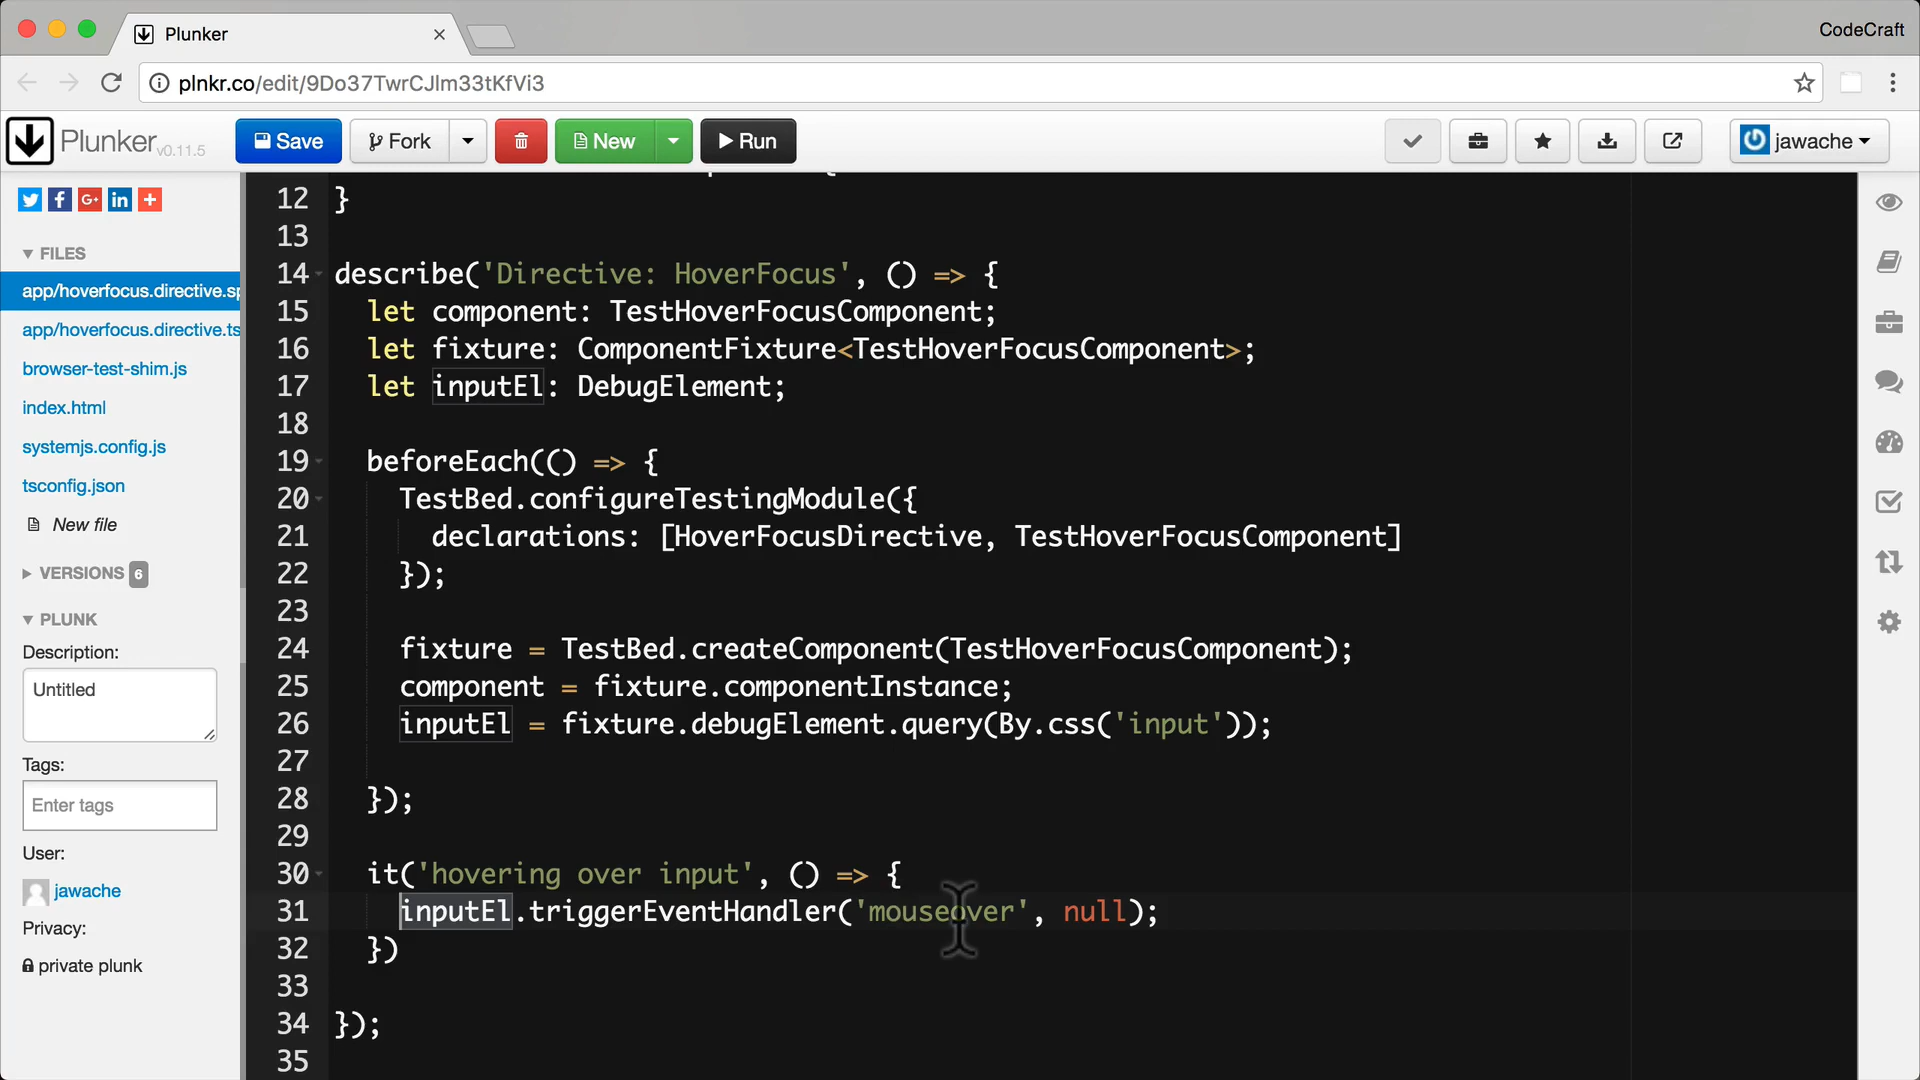 Plunker
CodeCraft
plnkr.co/edit/9Do37TwrCJlm33tKfVi3
Plunker v0.11.5
Save
Fork
New
Run
jawache
FILES
app/hoverfocus.directive.sp
app/hoverfocus.directive.ts
browser-test-shim.js
index.html
systemjs.config.js
tsconfig.json
New file
VERSIONS 6
PLUNK
Description:
Untitled
Tags:
Enter tags
User:
jawache
Privacy:
private plunk
12 }
13
14 describe('Directive: HoverFocus', () => {
15 let component: TestHoverFocusComponent;
16 let fixture: ComponentFixture<TestHoverFocusComponent>;
17 let inputEl: DebugElement;
18
19 beforeEach(() => {
20 TestBed.configureTestingModule({
21 declarations: [HoverFocusDirective, TestHoverFocusComponent]
22 });
23
24 fixture = TestBed.createComponent(TestHoverFocusComponent);
25 component = fixture.componentInstance;
26 inputEl = fixture.debugElement.query(By.css('input'));
27
28 });
29
30 it('hovering over input', () => {
31 inputEl.triggerEventHandler('mouseover', null);
32 })
33
34 });
35